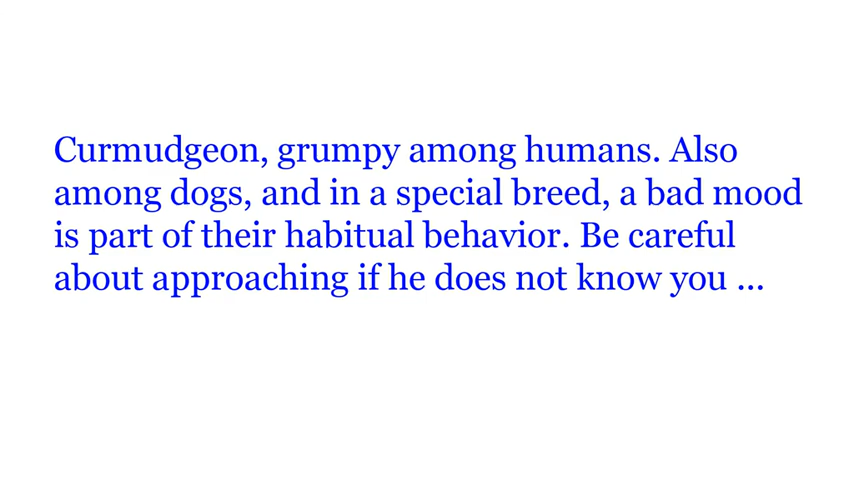 Curmudgeon, grumpy among humans. Also
among dogs, and in a special breed, a bad mood
is part of their habitual behavior. Be careful
about approaching if he does not know you ...